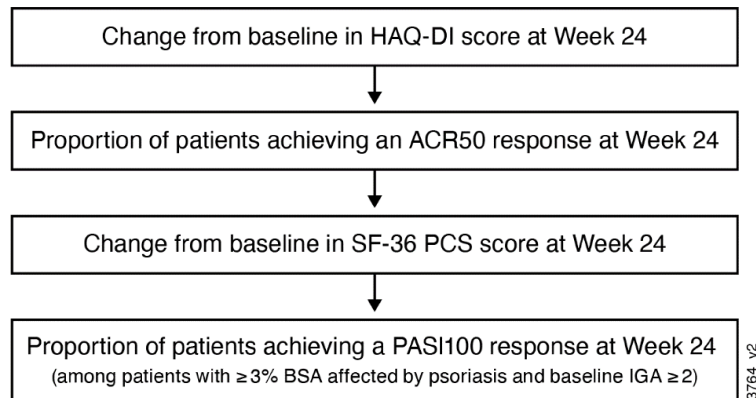 Change from baseline in HAQ-DI score at Week 24
Proportion of patients achieving an ACR50 response at Week 24
Change from baseline in SF-36 PCS score at Week 24
Proportion of patients achieving a PASI100 response at Week 24
(among patients with ≥3% BSA affected by psoriasis and baseline IGA ≥2)
3764_v2